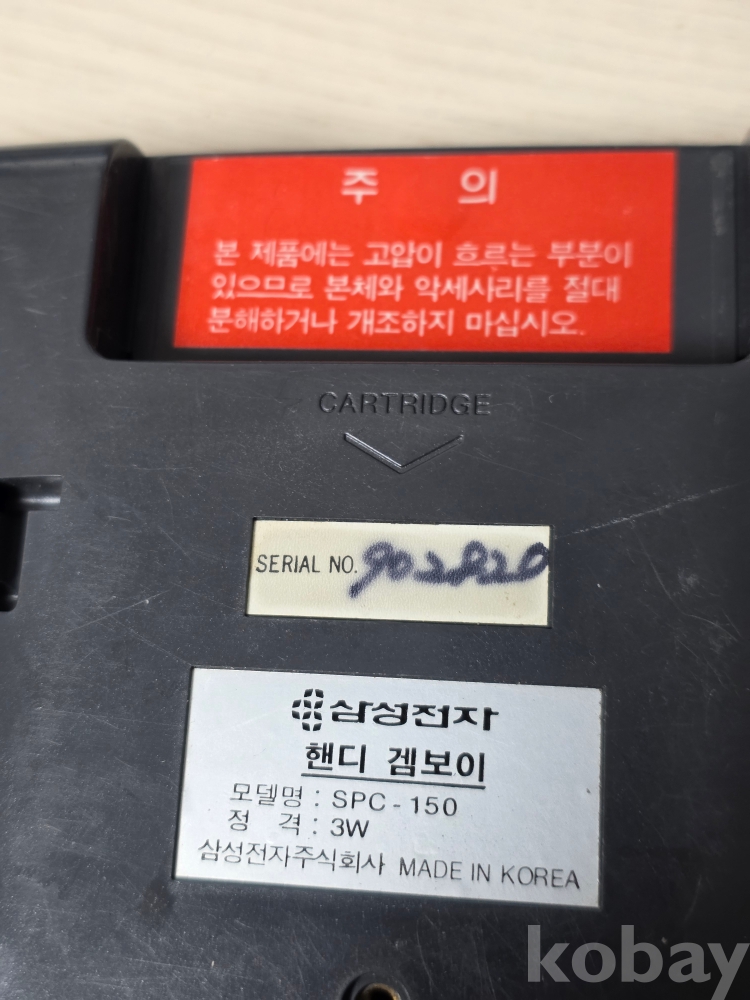 주 의
본 제품에는 고압이 흐르는 부분이
있으므로 본체와 악세사리를 절대
분해하거나 개조하지 마십시오.
CARTRIDGE
SERIAL NO. 902820
삼성전자
핸디 겜보이
모델명 : SPC - 150
정 격 : 3W
삼성전자주식회사 MADE IN KOREA
kobay